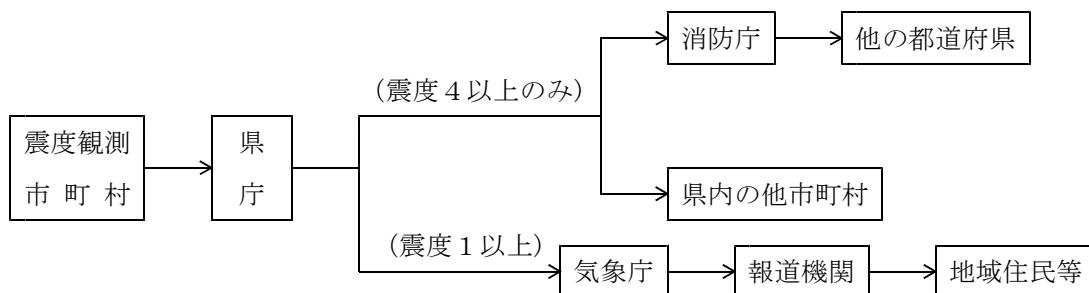 消防庁
他の都道府県
(震度4以上のみ)
震度観測
市町村
県
庁
県内の他市町村
(震度1以上)
気象庁
報道機関
地域住民等